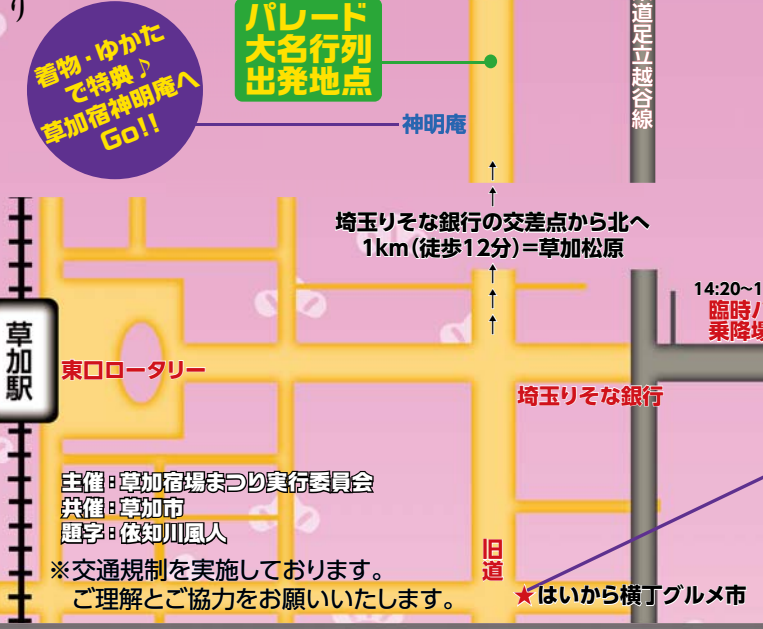 り
着物・ゆかた
で特典♪
草加宿神明庵へ
Go!!
パレード
大名行列
出発地点
神明庵
道足立越谷線
↑
↑
埼玉りそな銀行の交差点から北へ
1km（徒歩12分）=草加松原
↑
↑
↑
14:20~1
臨時
乗降場
草加駅
東口ロータリー
埼玉りそな銀行
主催：草加宿場まつり実行委員会
共催：草加市
題字：依知川風人
※交通規制を実施しております。
ご理解とご協力をお願いいたします。
旧道
★はいから横丁グルメ市